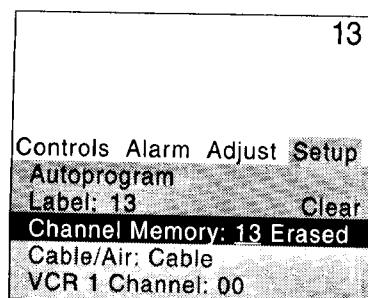 13
Controls Alarm Adjust Setup
Autoprogram
Label: 13 Clear
Channel Memory: 13 Erased
Cable/Air: Cable
VCR 1 Channel: 00